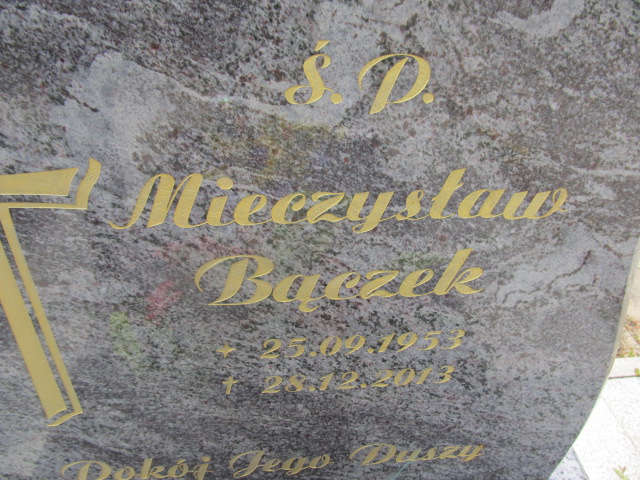 Ś. P.
Mieczysław
Bączek
* 25.09.1953
† 28.12.2013
Pokój Jego Duszy